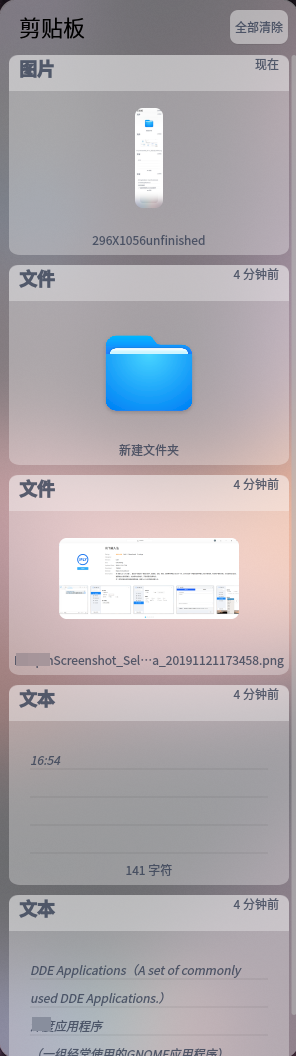 剪贴板
全部清除
图片
现在
296X1056unfinished
文件
4 分钟前
新建文件夹
文件
4 分钟前
Screenshot_Sel···a_20191121173458.png
文本
4 分钟前
16:54
141 字符
文本
4 分钟前
DDE Applications（A set of commonly
used DDE Applications.）
应用程序
（一组经常使用的GNOME应用程序）